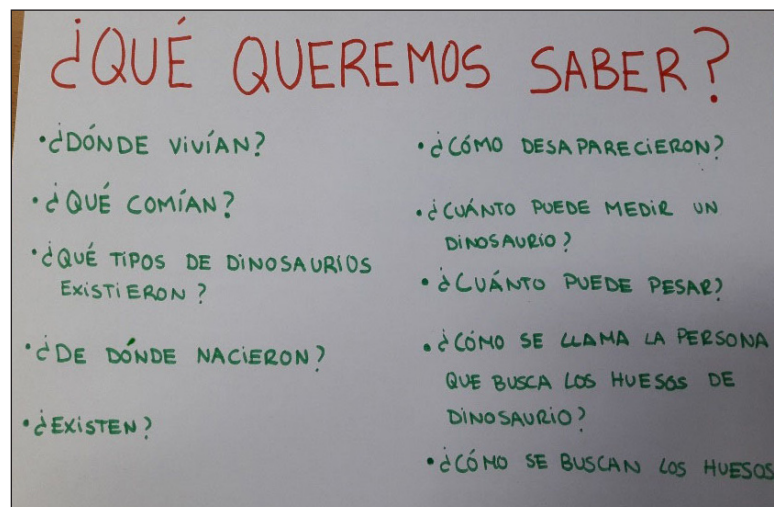 ¿QUÉ QUEREMOS SABER?
•¿DÓNDE VIVÍAN?
•¿QUÉ COMÍAN?
•¿QUÉ TIPOS DE DINOSAURIOS
EXISTIERON?
•¿DE DÓNDE NACIERON?
•¿EXISTEN?
•¿CÓMO DESAPARECIERON?
•¿CUÁNTO PUEDE MEDIR UN
DINOSAURIO?
•¿CUÁNTO PUEDE PESAR?
•¿CÓMO SE LLAMA LA PERSONA
QUE BUSCA LOS HUESOS DE
DINOSAURIO?
•¿CÓMO SE BUSCAN LOS HUESOS